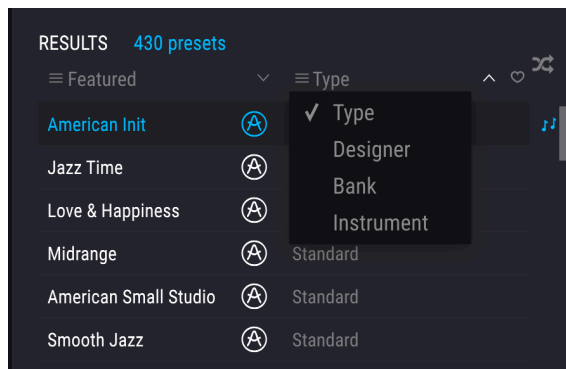 RESULTS 430 presets
Featured Type
American Init
Type
Jazz Time
Designer
Love & Happiness
Bank
Instrument
Midrange Standard
American Small Studio Standard
Smooth Jazz Standard